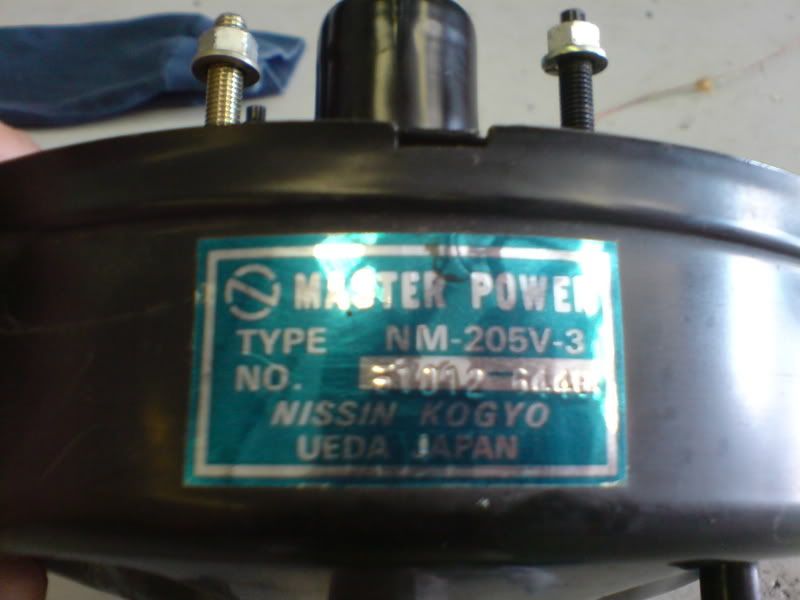 MASTER POWER
TYPE NM-205V-3
NO.
NISSIN KOGYO
UEDA JAPAN